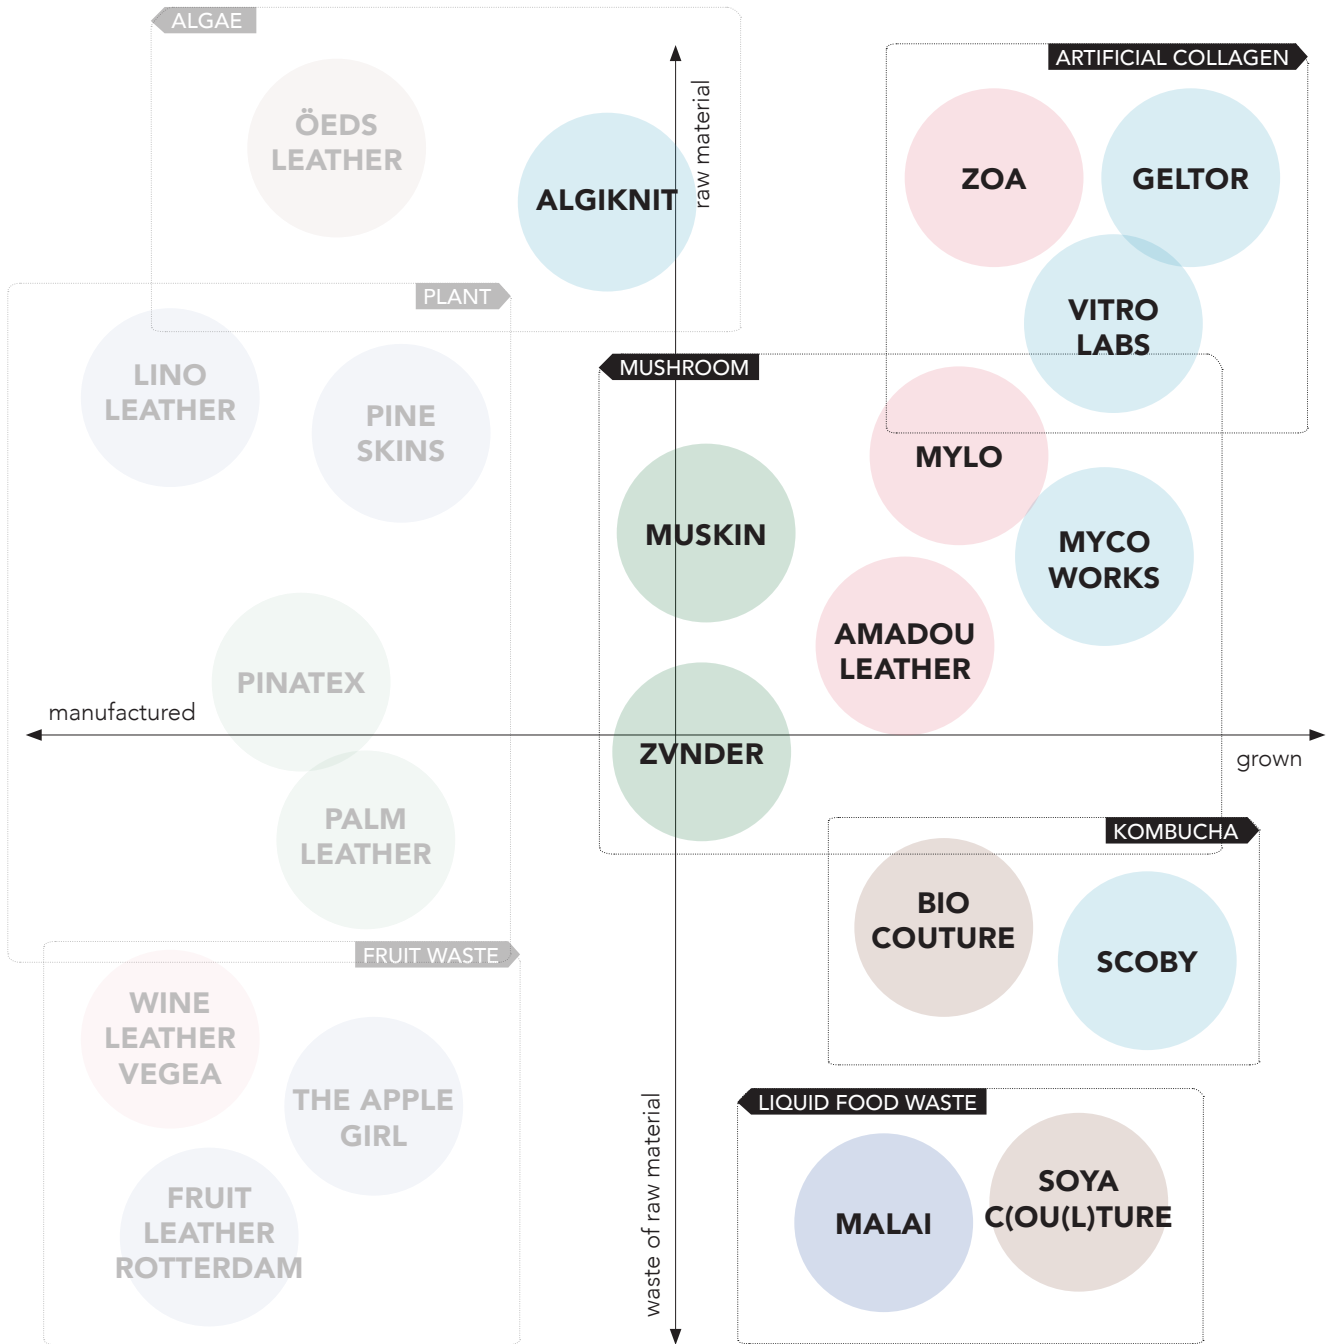 ALGAE
ÖEDS
LEATHER
ALGIKNIT
raw material
ARTIFICIAL COLLAGEN
ZOA
GELTOR
VITRO
LABS
PLANT
LINO
LEATHER
PINE
SKINS
PINATEX
PALM
LEATHER
MUSHROOM
MYLO
MUSKIN
MYCO
WORKS
AMADOU
LEATHER
ZVNDER
manufactured
grown
KOMBUCHA
BIO
COUTURE
SCOBY
FRUIT WASTE
WINE
LEATHER
VEGEA
THE APPLE
GIRL
FRUIT
LEATHER
ROTTERDAM
waste of raw material
LIQUID FOOD WASTE
MALAI
SOYA
C(OU(L)TURE